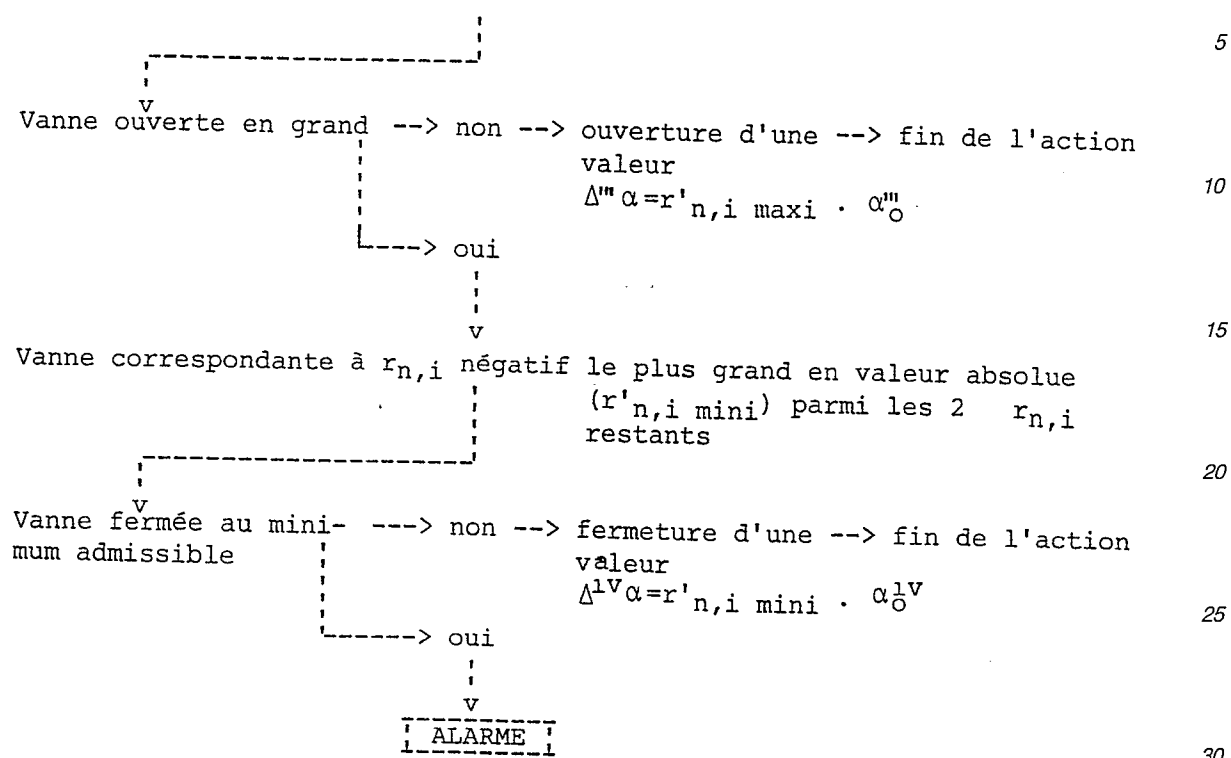 5
Vanne ouverte en grand --> non --> ouverture d'une --> fin de l'action
valeur
10
Δ''' α=r'n,i maxi . α'''o
-----> oui
v
15
Vanne correspondante à rn,i négatif le plus grand en valeur absolue
(r'n,i mini) parmi les 2 rn,i
restants
20
v
Vanne fermée au mini- ---> non --> fermeture d'une --> fin de l'action
mum admissible valeur
Δ1V α=r'n,i mini . α1Vo
25
------> oui
v
ALARME
30